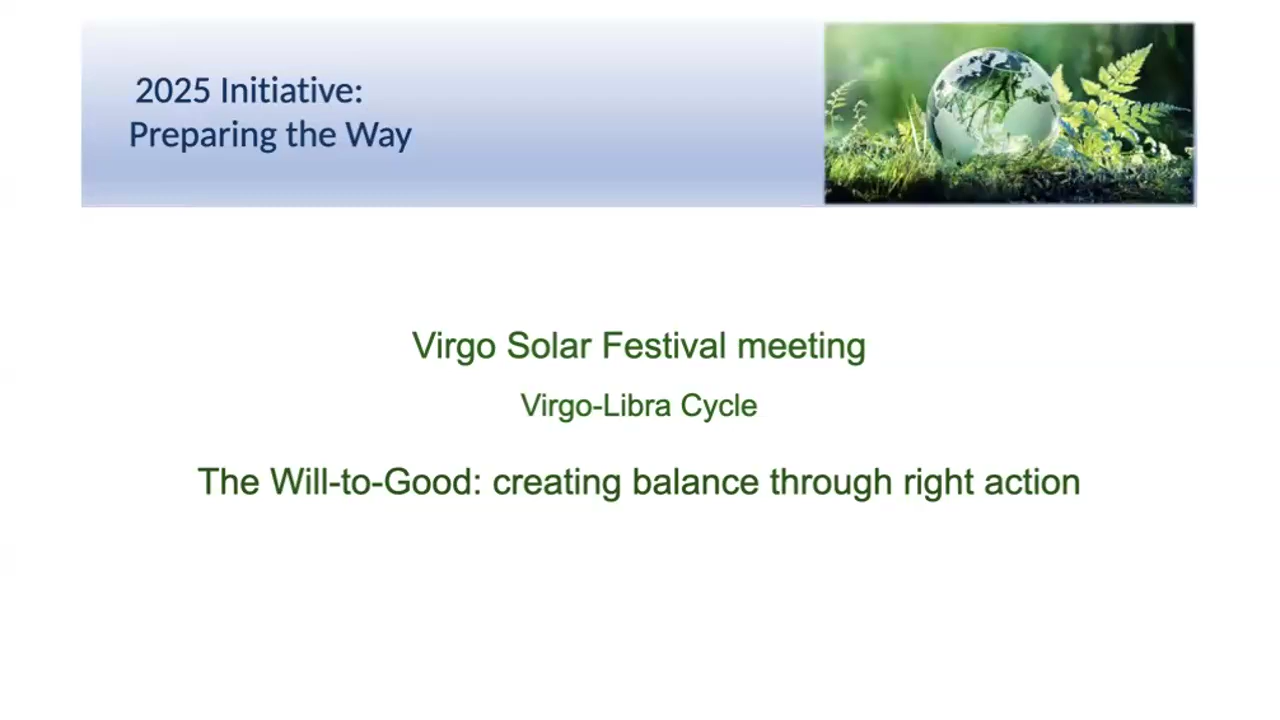 2025 Initiative:
Preparing the Way
Virgo Solar Festival meeting
Virgo-Libra Cycle
The Will-to-Good: creating balance through right action